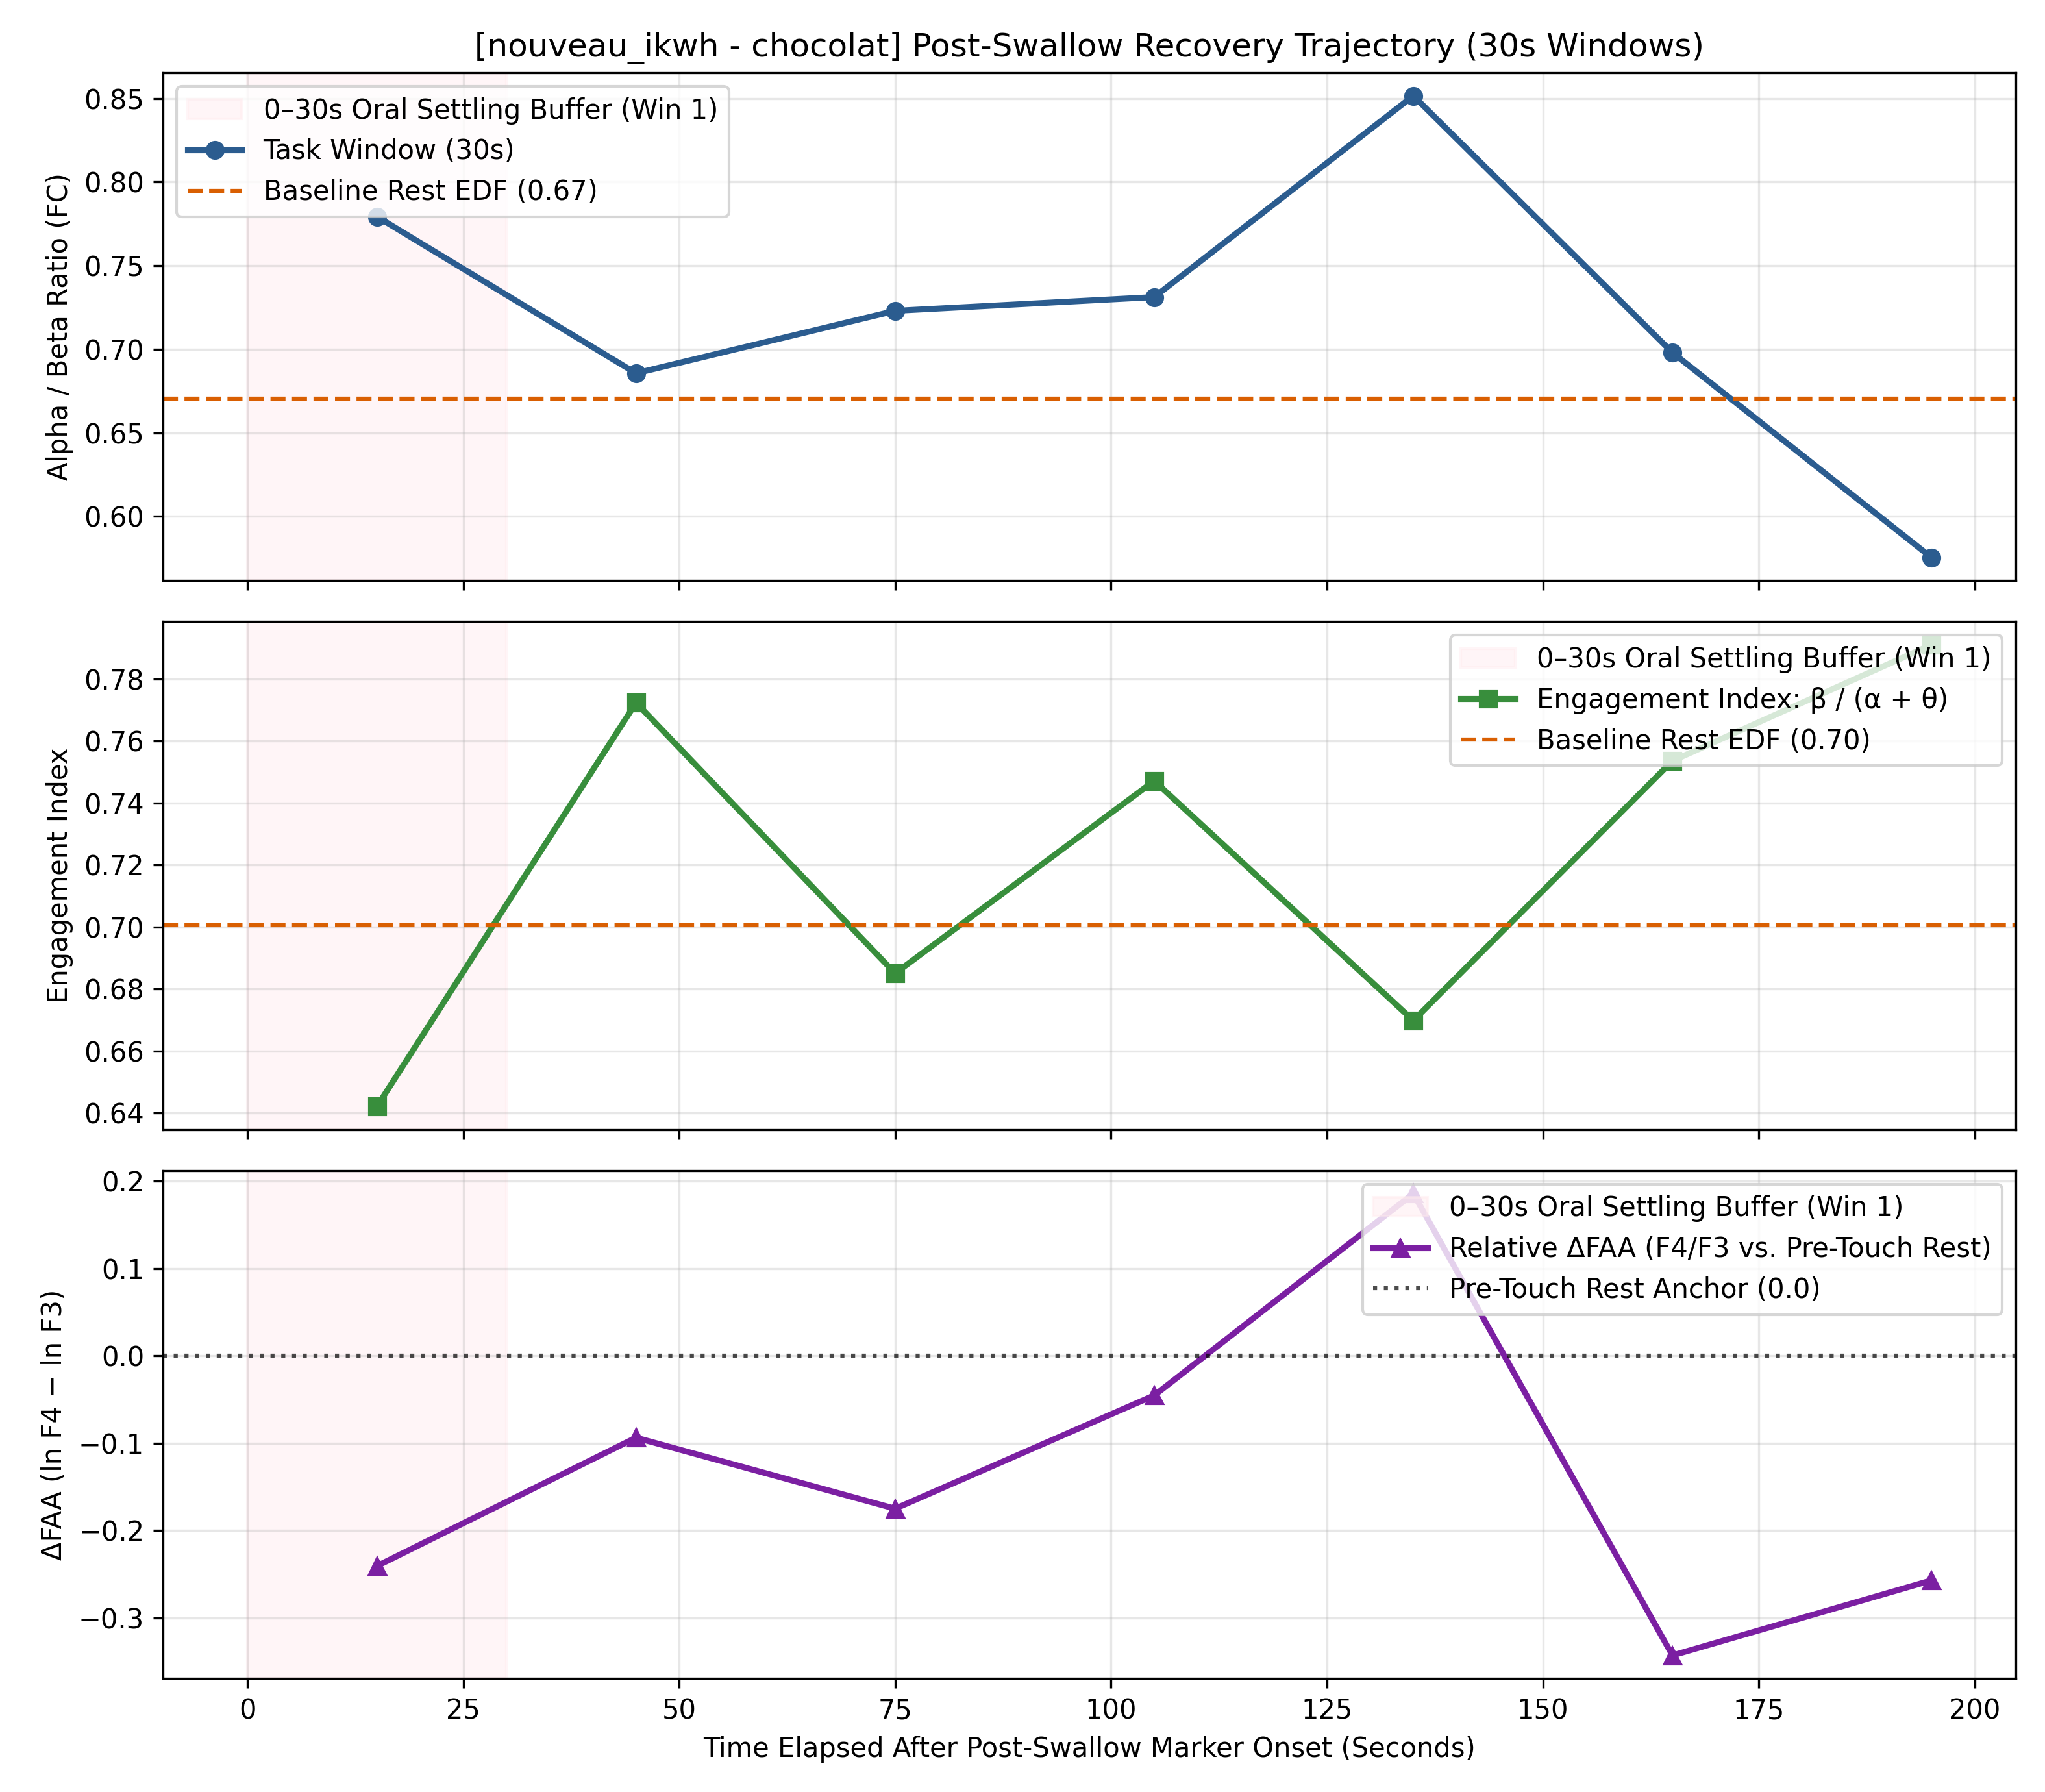 [nouveau_ikwh - chocolat] Post-Swallow Recovery Trajectory (30s Windows)
Alpha / Beta Ratio (FC)
0.85
0.80
0.75
0.70
0.65
0.60
0–30s Oral Settling Buffer (Win 1)
Task Window (30s)
Baseline Rest EDF (0.67)
Engagement Index
0.78
0.76
0.74
0.72
0.70
0.68
0.66
0.64
0–30s Oral Settling Buffer (Win 1)
Engagement Index: β / (α + θ)
Baseline Rest EDF (0.70)
ΔFAA (ln F4 − ln F3)
0.2
0.1
0.0
−0.1
−0.2
−0.3
0–30s Oral Settling Buffer (Win 1)
Relative ΔFAA (F4/F3 vs. Pre-Touch Rest)
Pre-Touch Rest Anchor (0.0)
0 25 50 75 100 125 150 175 200
Time Elapsed After Post-Swallow Marker Onset (Seconds)